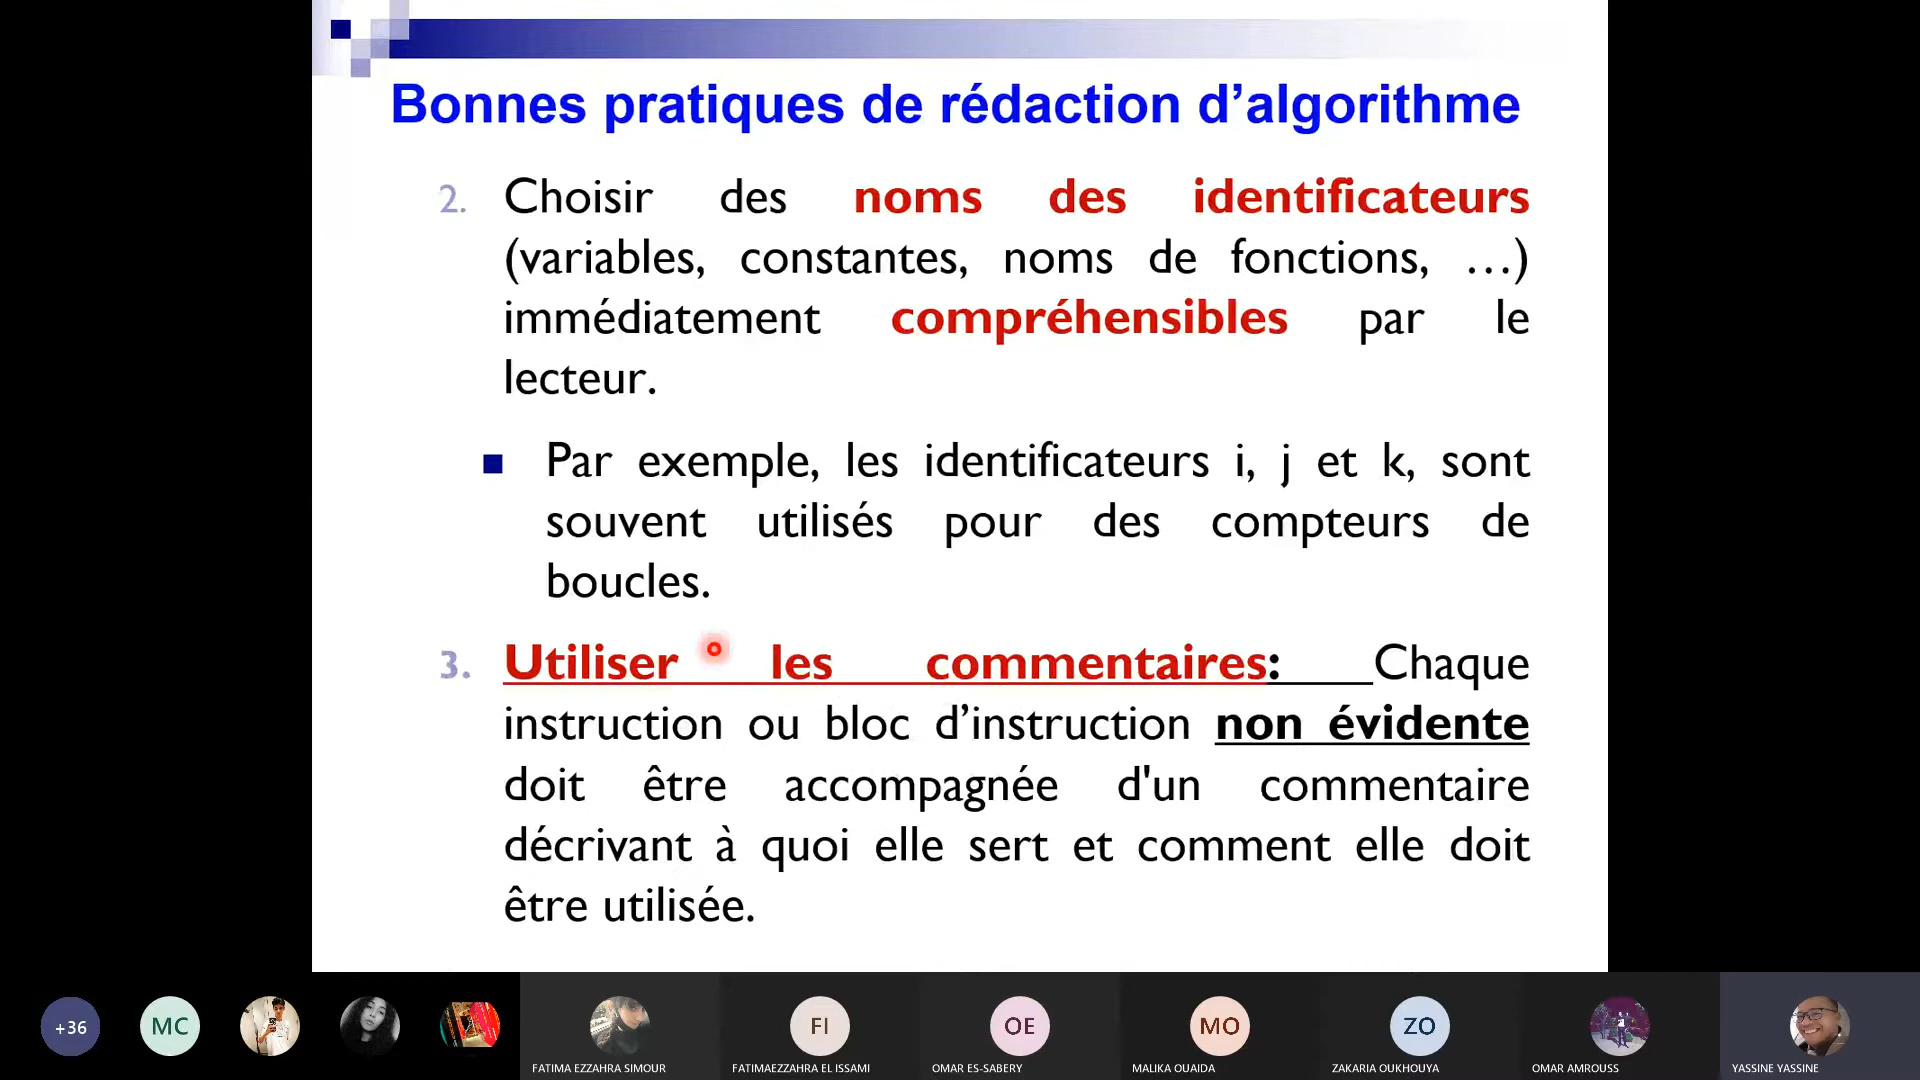 Bonnes pratiques de rédaction d’algorithme
2. Choisir des noms des identificateurs
(variables, constantes, noms de fonctions, …)
immédiatement compréhensibles par le
lecteur.
Par exemple, les identificateurs i, j et k, sont
souvent utilisés pour des compteurs de
boucles.
3. Utiliser les commentaires: Chaque
instruction ou bloc d’instruction non évidente
doit être accompagnée d'un commentaire
décrivant à quoi elle sert et comment elle doit
être utilisée.
+36 MC FI OE MO ZO
FATIMA EZZAHRA SIMOUR FATIMAEZZAHRA EL ISSAMI OMAR ES-SABERY MALIKA OUAIDA ZAKARIA OUKHOUYA OMAR AMROUSS YASSINE YASSINE